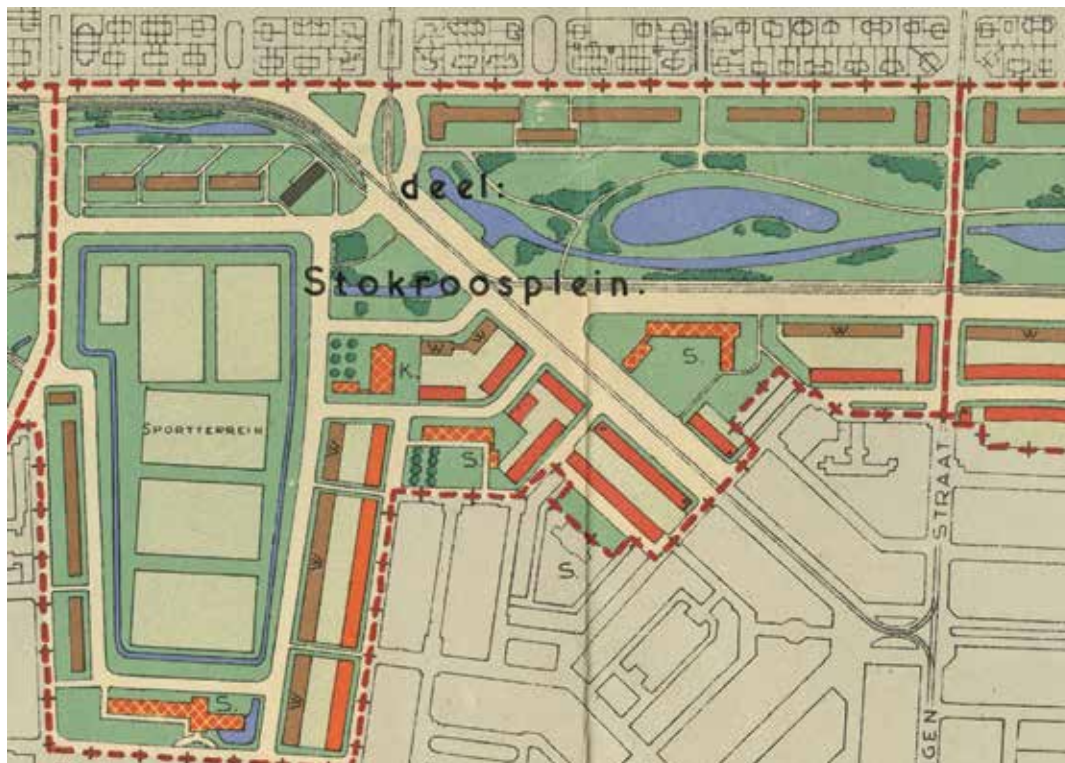 deel:
Stokroosplein.
W
W
W
K.
S.
SPORTTERREIN
W
S.
STRAAT
W
S.
W
S.
GEN